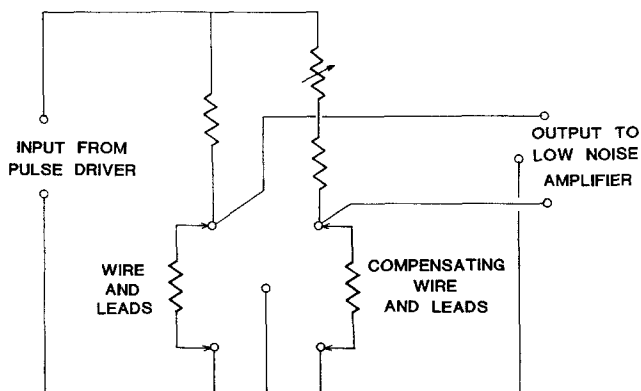 INPUT FROM
PULSE DRIVER
OUTPUT TO
LOW NOISE
AMPLIFIER
WIRE
AND
LEADS
COMPENSATING
WIRE
AND LEADS